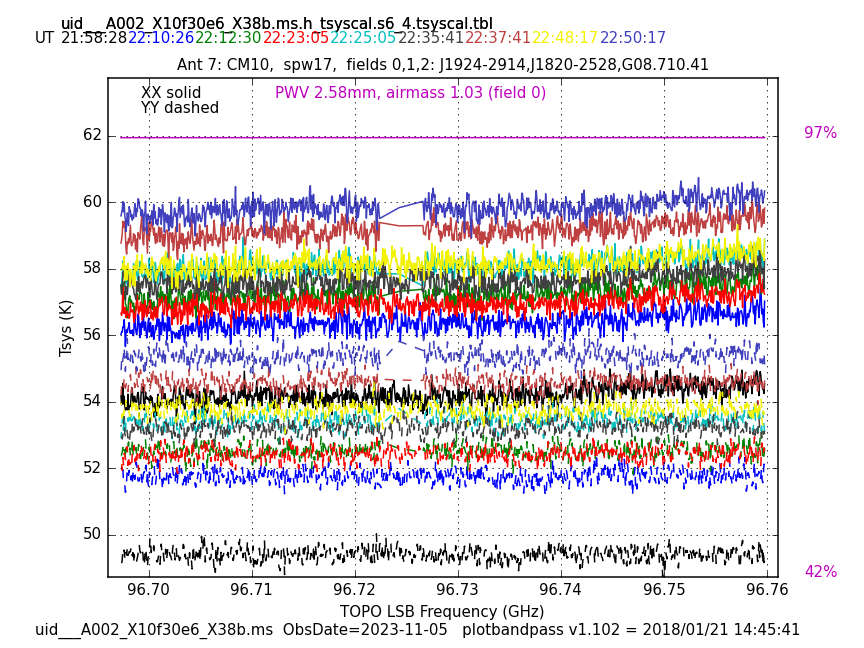 uid___A002_X10f30e6_X38b.ms.h_tsyscal.s6_4.tsyscal.tbl
UT 21:58:28 22:10:26 22:12:30 22:23:05 22:25:05 22:35:41 22:37:41 22:48:17 22:50:17
Ant 7: CM10,  spw17,  fields 0,1,2: J1924-2914,J1820-2528,G08.710.41
XX solid PWV 2.58mm, airmass 1.03 (field 0)
YY dashed
97%
62
60
58
56
54
52
50
Tsys (K)
42%
96.70 96.71 96.72 96.73 96.74 96.75 96.76
TOPO LSB Frequency (GHz)
uid___A002_X10f30e6_X38b.ms  ObsDate=2023-11-05   plotbandpass v1.102 = 2018/01/21 14:45:41